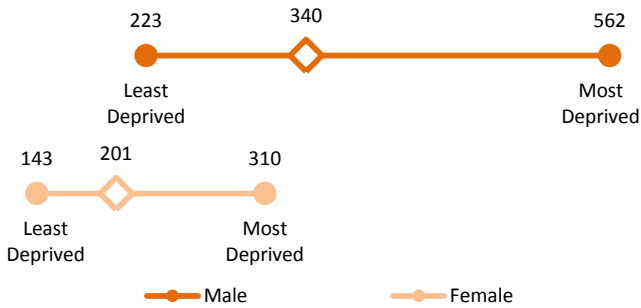 223 340 562
Least Most
Deprived Deprived
143 201 310
Least Most
Deprived Deprived
Male Female